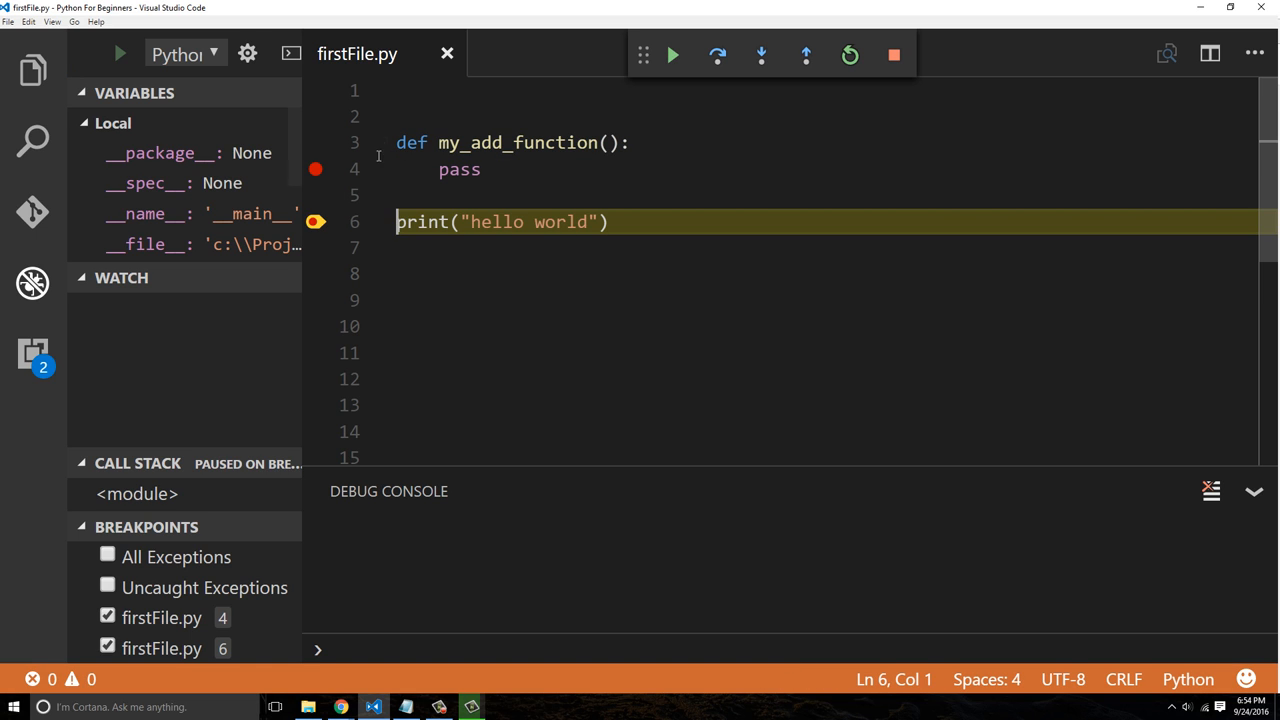 firstFile.py - Python For Beginners - Visual Studio Code
File Edit View Go Help
Pythor
firstFile.py
VARIABLES
Local
__package__: None
__spec__: None
__name__: '__main__'
__file__: 'c:\\Proj…
WATCH
CALL STACK PAUSED ON BRE...
<module>
BREAKPOINTS
All Exceptions
Uncaught Exceptions
firstFile.py 4
firstFile.py 6
2
1
2
3 def my_add_function():
4 pass
5
6 print("hello world")
7
8
9
10
11
12
13
14
15
DEBUG CONSOLE
0 0
Ln 6, Col 1 Spaces: 4 UTF-8 CRLF Python
I'm Cortana. Ask me anything.
6:54 PM
9/24/2016